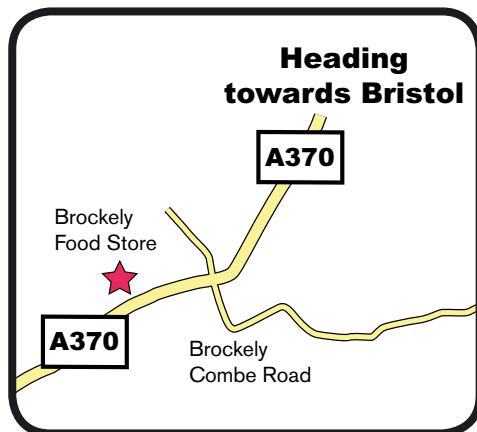 Heading
towards Bristol
A370
Brockely
Food Store
A370
Brockely
Combe Road